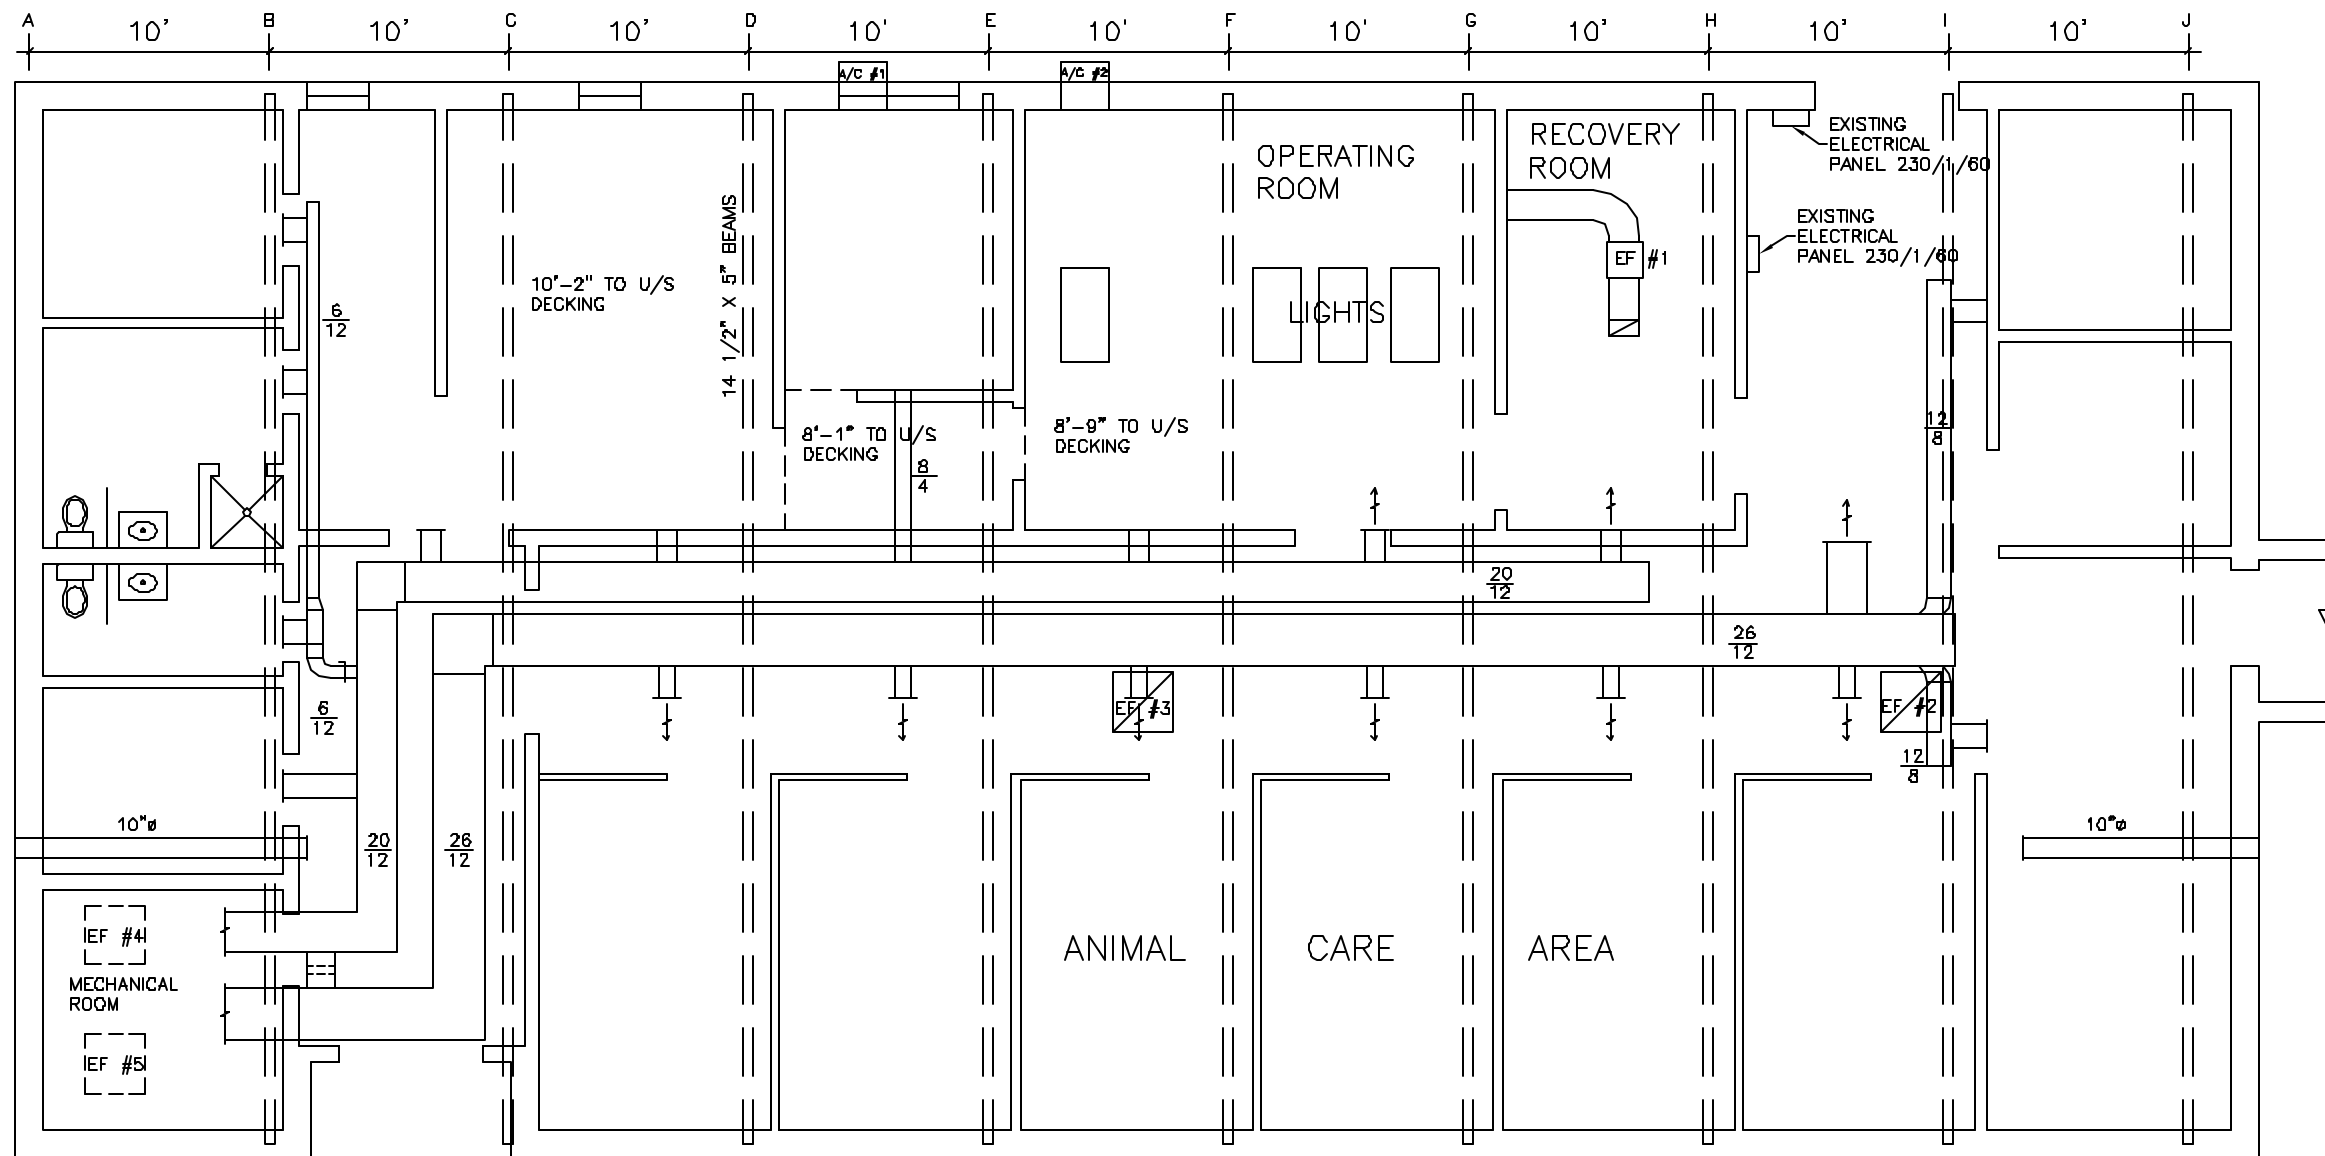 A
B
C
D
E
F
G
H
I
J
10'
10'
10'
10'
10'
10'
10'
10'
10'
A/C #1
A/C #2
OPERATING
ROOM
RECOVERY
ROOM
EXISTING
ELECTRICAL
PANEL 230/1/60
EXISTING
ELECTRICAL
PANEL 230/1/60
EF #1
LIGHTS
14 1/2" X 5" BEAMS
10'-2" TO U/S
DECKING
6
12
8'-1" TO U/S
DECKING
8'-9" TO U/S
DECKING
8
4
12
8
20
12
26
12
6
12
EF #3
EF #2
12
8
10"ø
10"ø
20
12
26
12
EF #4
MECHANICAL
ROOM
EF #5
ANIMAL CARE AREA